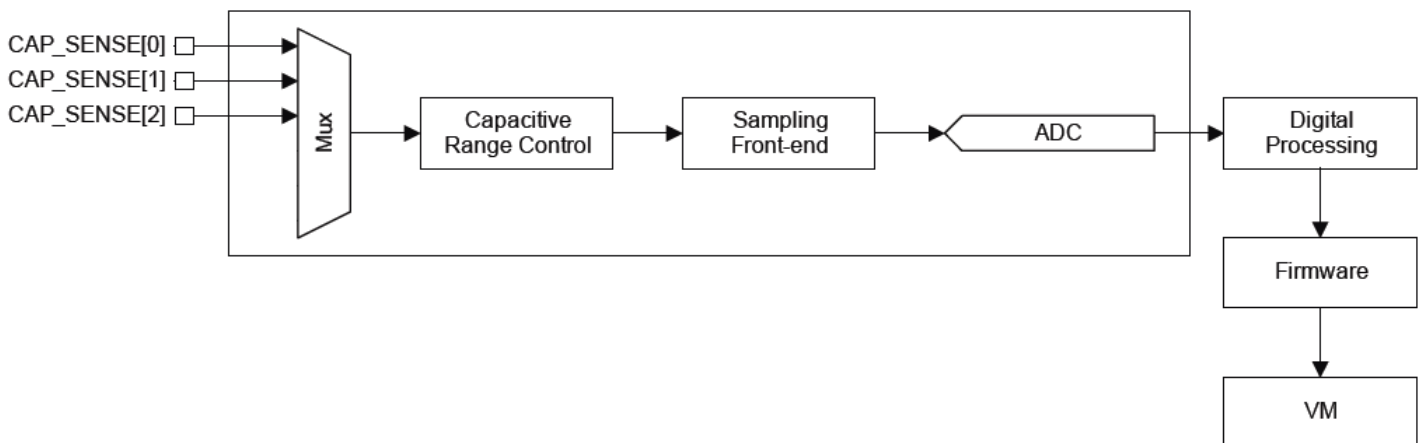 CAP_SENSE[0]
CAP_SENSE[1]
CAP_SENSE[2]
Mux
Capacitive
Range Control
Sampling
Front-end
ADC
Digital
Processing
Firmware
VM